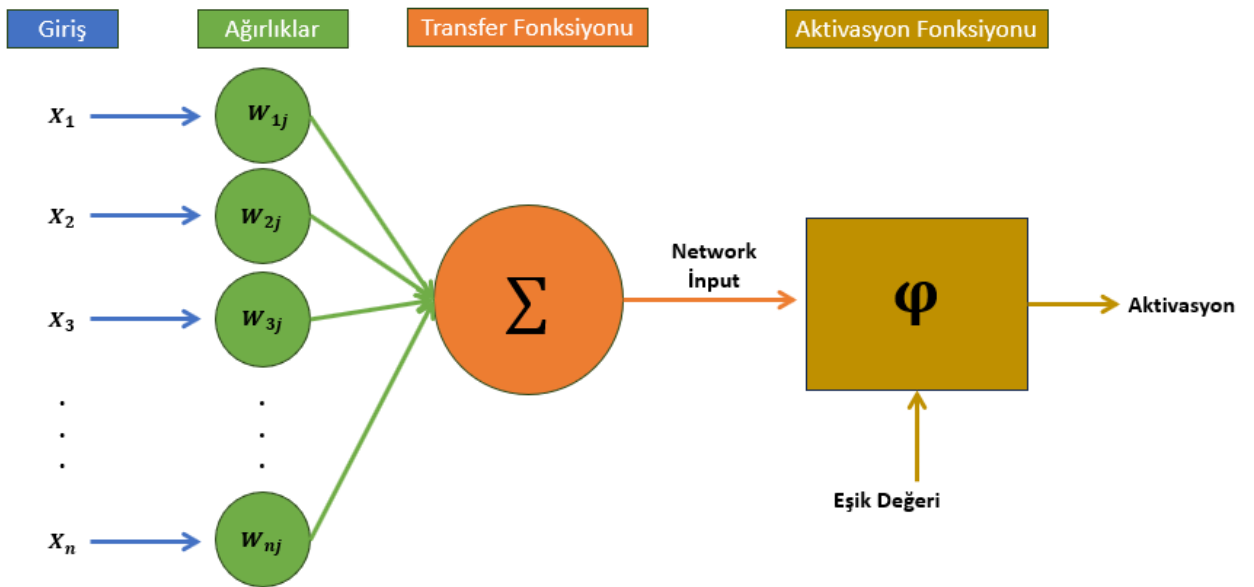 Giriş
Ağırlıklar
Transfer Fonksiyonu
Aktivasyon Fonksiyonu
X₁
W₁ⱼ
X₂
W₂ⱼ
X₃
W₃ⱼ
Xₙ
Wₙⱼ
∑
Network
İnput
φ
Aktivasyon
Eşik Değeri